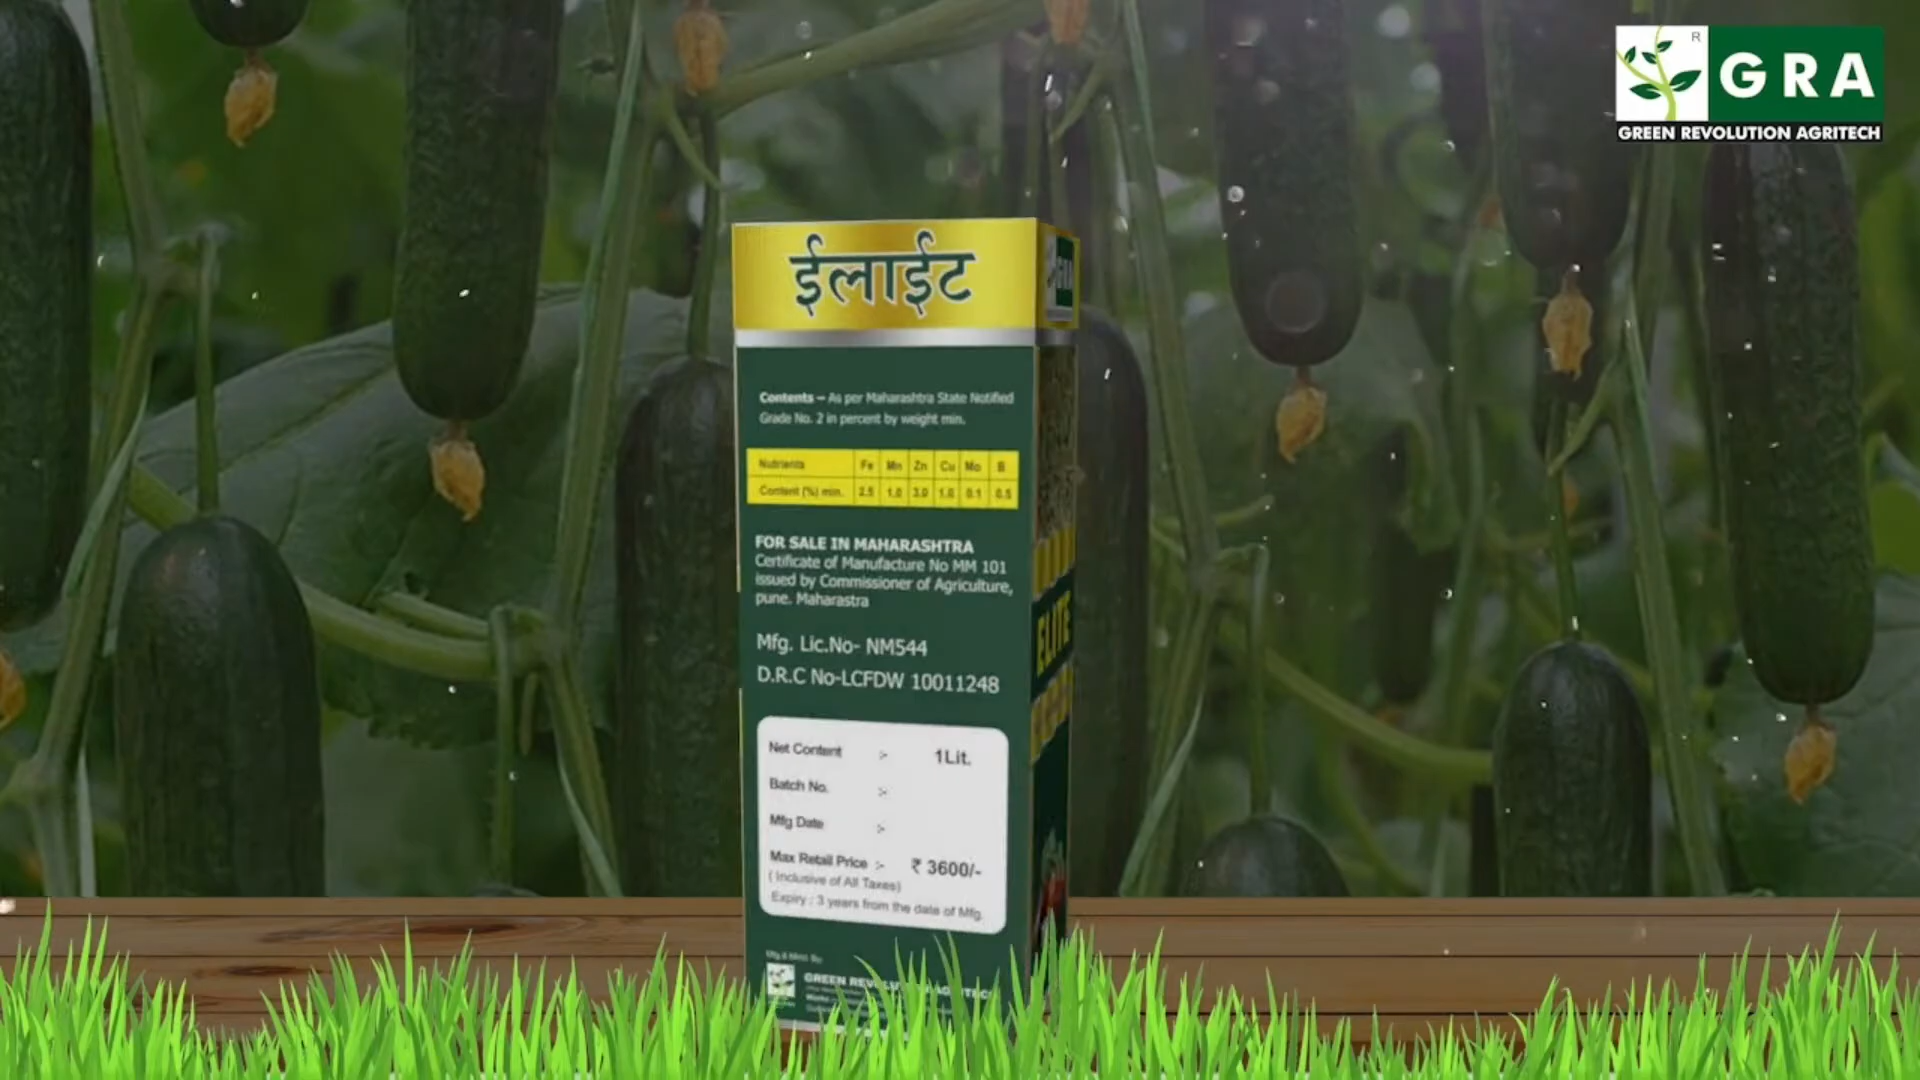 R
GRA
GREEN REVOLUTION AGRITECH
ईलाईट
GRA
Contents – As per Maharashtra State Notified
Grade No. 2 in percent by weight min.
Nutrients Fe Mn Zn Cu Mo B
Content (%) min. 2.5 1.0 3.0 1.0 0.1 0.5
FOR SALE IN MAHARASHTRA
Certificate of Manufacture No MM 101
issued by Commissioner of Agriculture,
pune. Maharastra
ELITE
Mfg. Lic.No- NM544
D.R.C No-LCFDW 10011248
Net Content :- 1Lit.
Batch No. :-
Mfg Date :-
Max Retail Price :- ₹ 3600/-
( Inclusive of All Taxes)
Expiry : 3 years from the date of Mfg.
GREEN